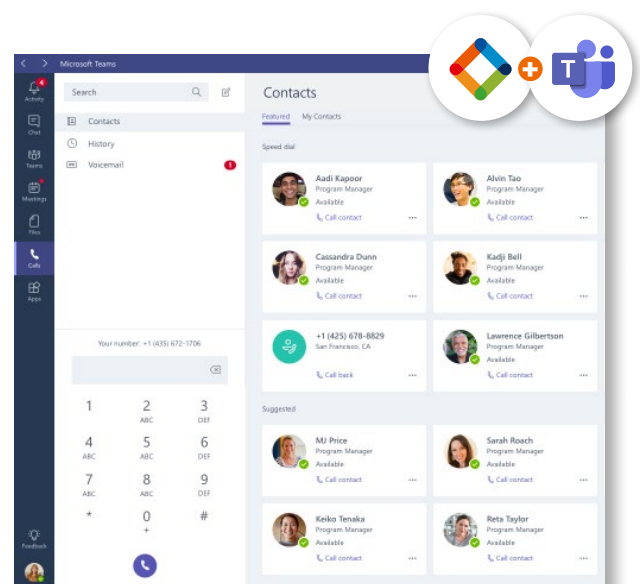 Microsoft Teams
4
Activity
Chat
Teams
Meetings
Files
Calls
Apps
Feedback
Search
Contacts
History
Voicemail
1
Your number: +1 (435) 672-1706
1
2
ABC
3
DEF
4
ABC
5
ABC
6
DEF
7
ABC
8
ABC
9
DEF
*
0
+
#
Contacts
Featured My Contacts
Speed dial
Aadi Kapoor
Program Manager
Available
Call contact
Alvin Tao
Program Manager
Available
Call contact
Cassandra Dunn
Program Manager
Available
Call contact
Kadji Bell
Program Manager
Available
Call contact
+1 (425) 678-8829
San Francisco, CA
Call back
Lawrence Gilbertson
Program Manager
Available
Call contact
Suggested
MJ Price
Program Manager
Available
Call contact
Sarah Roach
Program Manager
Available
Call contact
Keiko Tenaka
Program Manager
Available
Call contact
Reta Taylor
Program Manager
Available
Call contact
T